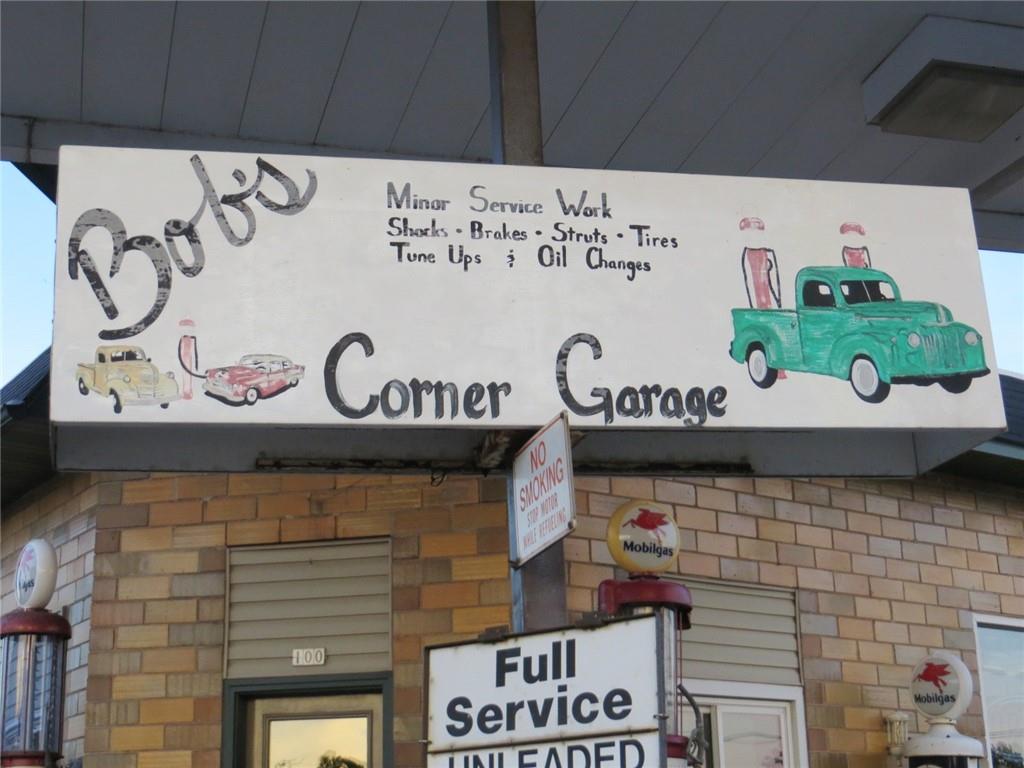 Bob's
Minor Service Work
Shocks · Brakes · Struts · Tires
Tune Ups & Oil Changes
Corner Garage
NO
SMOKING
STOP MOTOR
WHILE REFUELING
Mobilgas
100
Full
Service
UNLEADED
Mobilgas